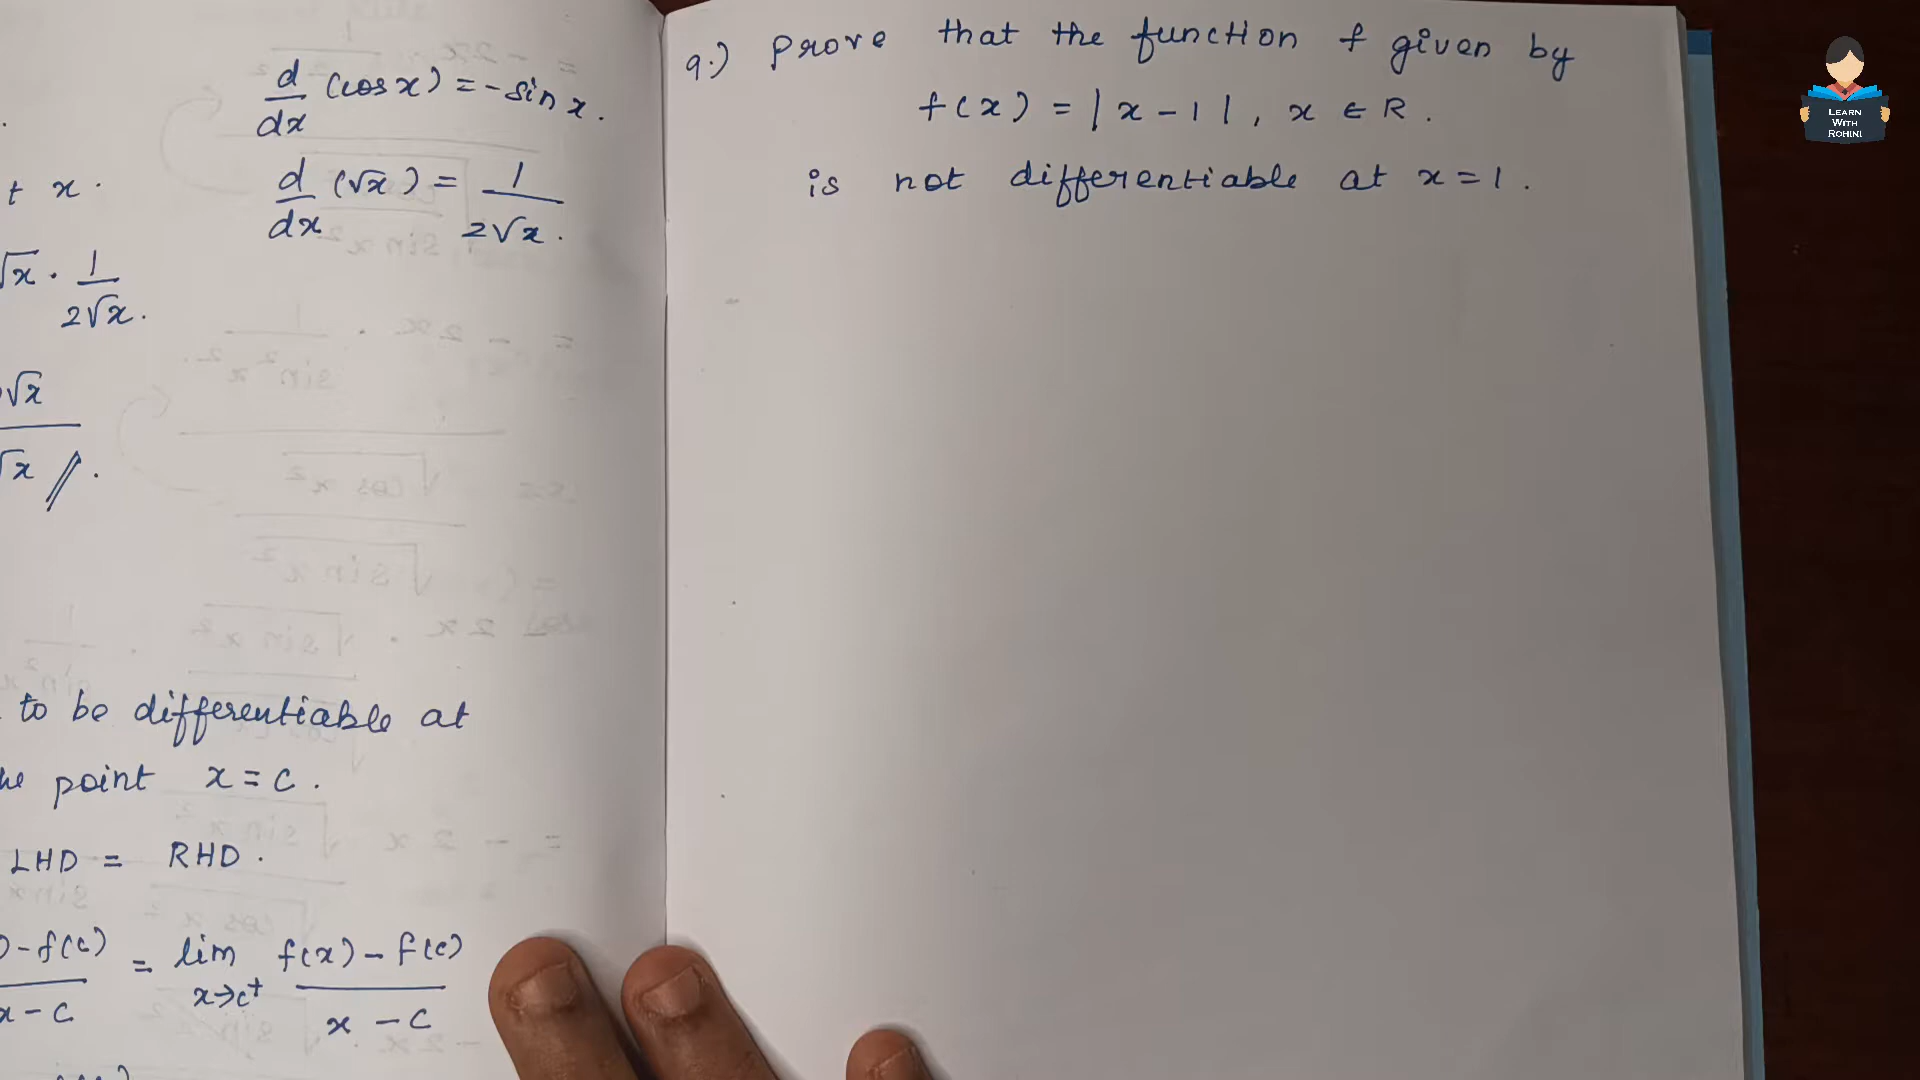 d/dx (cos x) = - sin x.
t x.
d/dx (√x) = 1/2√x.
√x . 1/2√x.
√x
√x //.
to be differentiable at
point x = c.
LHD = RHD.
- f(c)/x - c = lim x→c⁺ f(x) - f(c)/x - c
9.) Prove that the function f given by
f(x) = |x - 1|, x ∈ R.
is not differentiable at x = 1.
LEARN
WITH
ROHINI